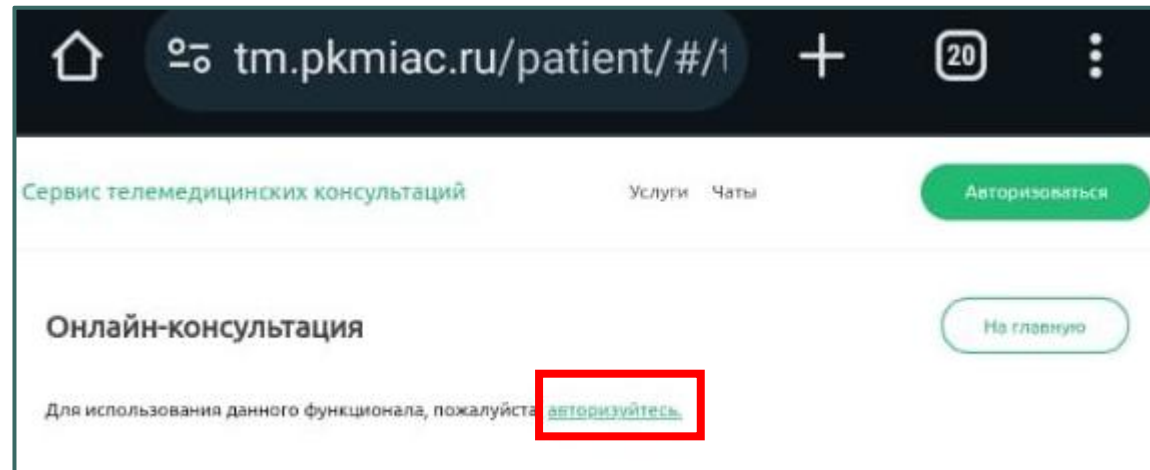 tm.pkmiac.ru/patient/#/t
20
Сервис телемедицинских консультаций
Услуги Чаты
Авторизоваться
Онлайн-консультация
На главную
Для использования данного функционала, пожалуйста авторизуйтесь.